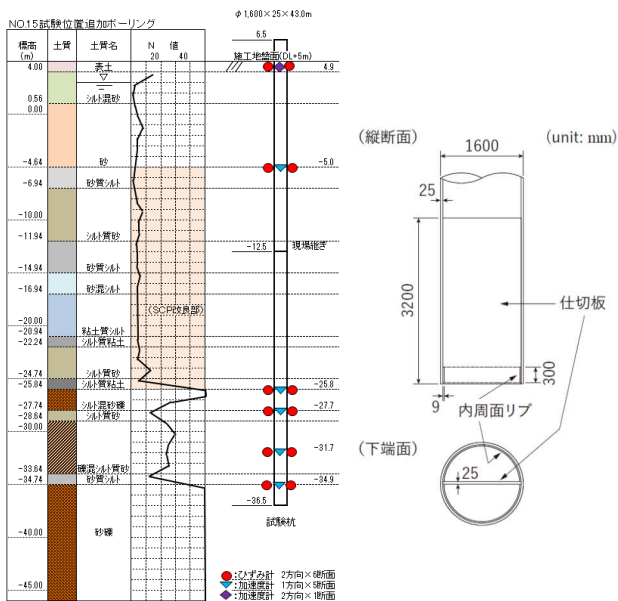 NO.15試験位置追加ボーリング
標高
(m)
土質
土質名
N 値
20 40
4.00
表土
0.56
シルト混砂
0.00
-4.64
砂
-6.94
砂質シルト
-10.00
-11.94
シルト質砂
-14.94
砂質シルト
-16.94
砂混シルト
(SCP改良部)
-20.00
-20.94
粘土質シルト
-22.24
シルト質粘土
-24.74
シルト質砂
-25.84
シルト質粘土
-27.74
シルト混砂礫
-28.64
シルト質砂
-30.00
-33.64
礫混シルト質砂
-34.74
砂質シルト
-40.00
砂礫
-45.00
φ1,600×25×43.0m
6.5
施工地盤面(DL+5m)
4.9
-5.0
-12.5
現場継ぎ
-25.8
-27.7
-31.7
-34.9
-36.5
試験杭
:ひずみ計 2方向×6断面
:加速度計 1方向×5断面
:加速度計 2方向×1断面
(縦断面)
(unit: mm)
1600
25
3200
仕切板
300
9
内周面リブ
(下端面)
25